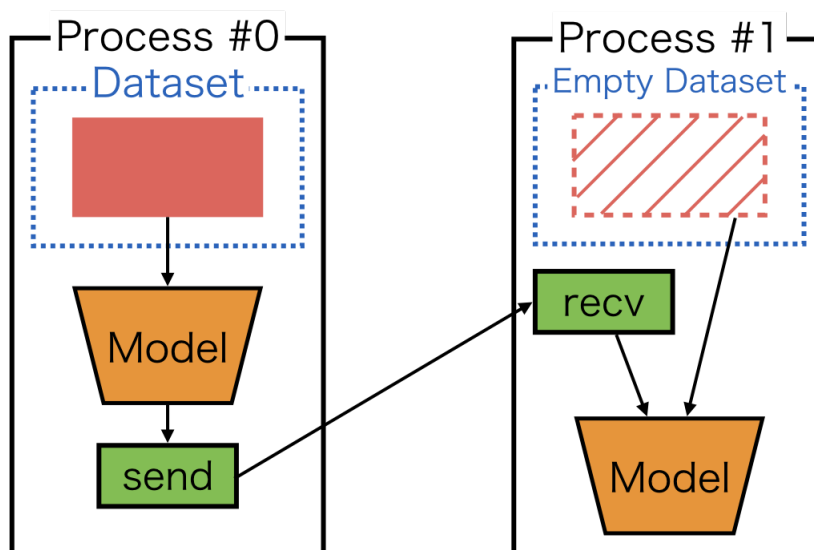 Process #0
Dataset
Model
send
Process #1
Empty Dataset
recv
Model